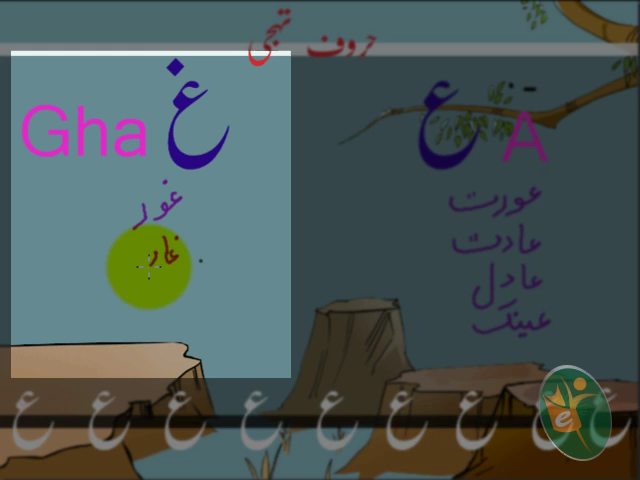 حروف تہجی
ع A
عورت
عادت
عادل
عینک
غ Gha
غور
غار
ع ع ع ع ع ع ع ع ع
e